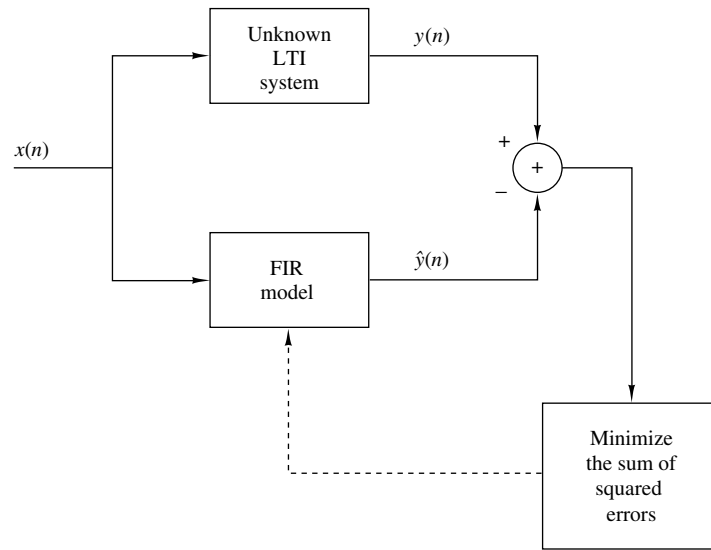 Unknown
LTI
system
y(n)
x(n)
+
+
−
FIR
model
ŷ(n)
Minimize
the sum of
squared
errors